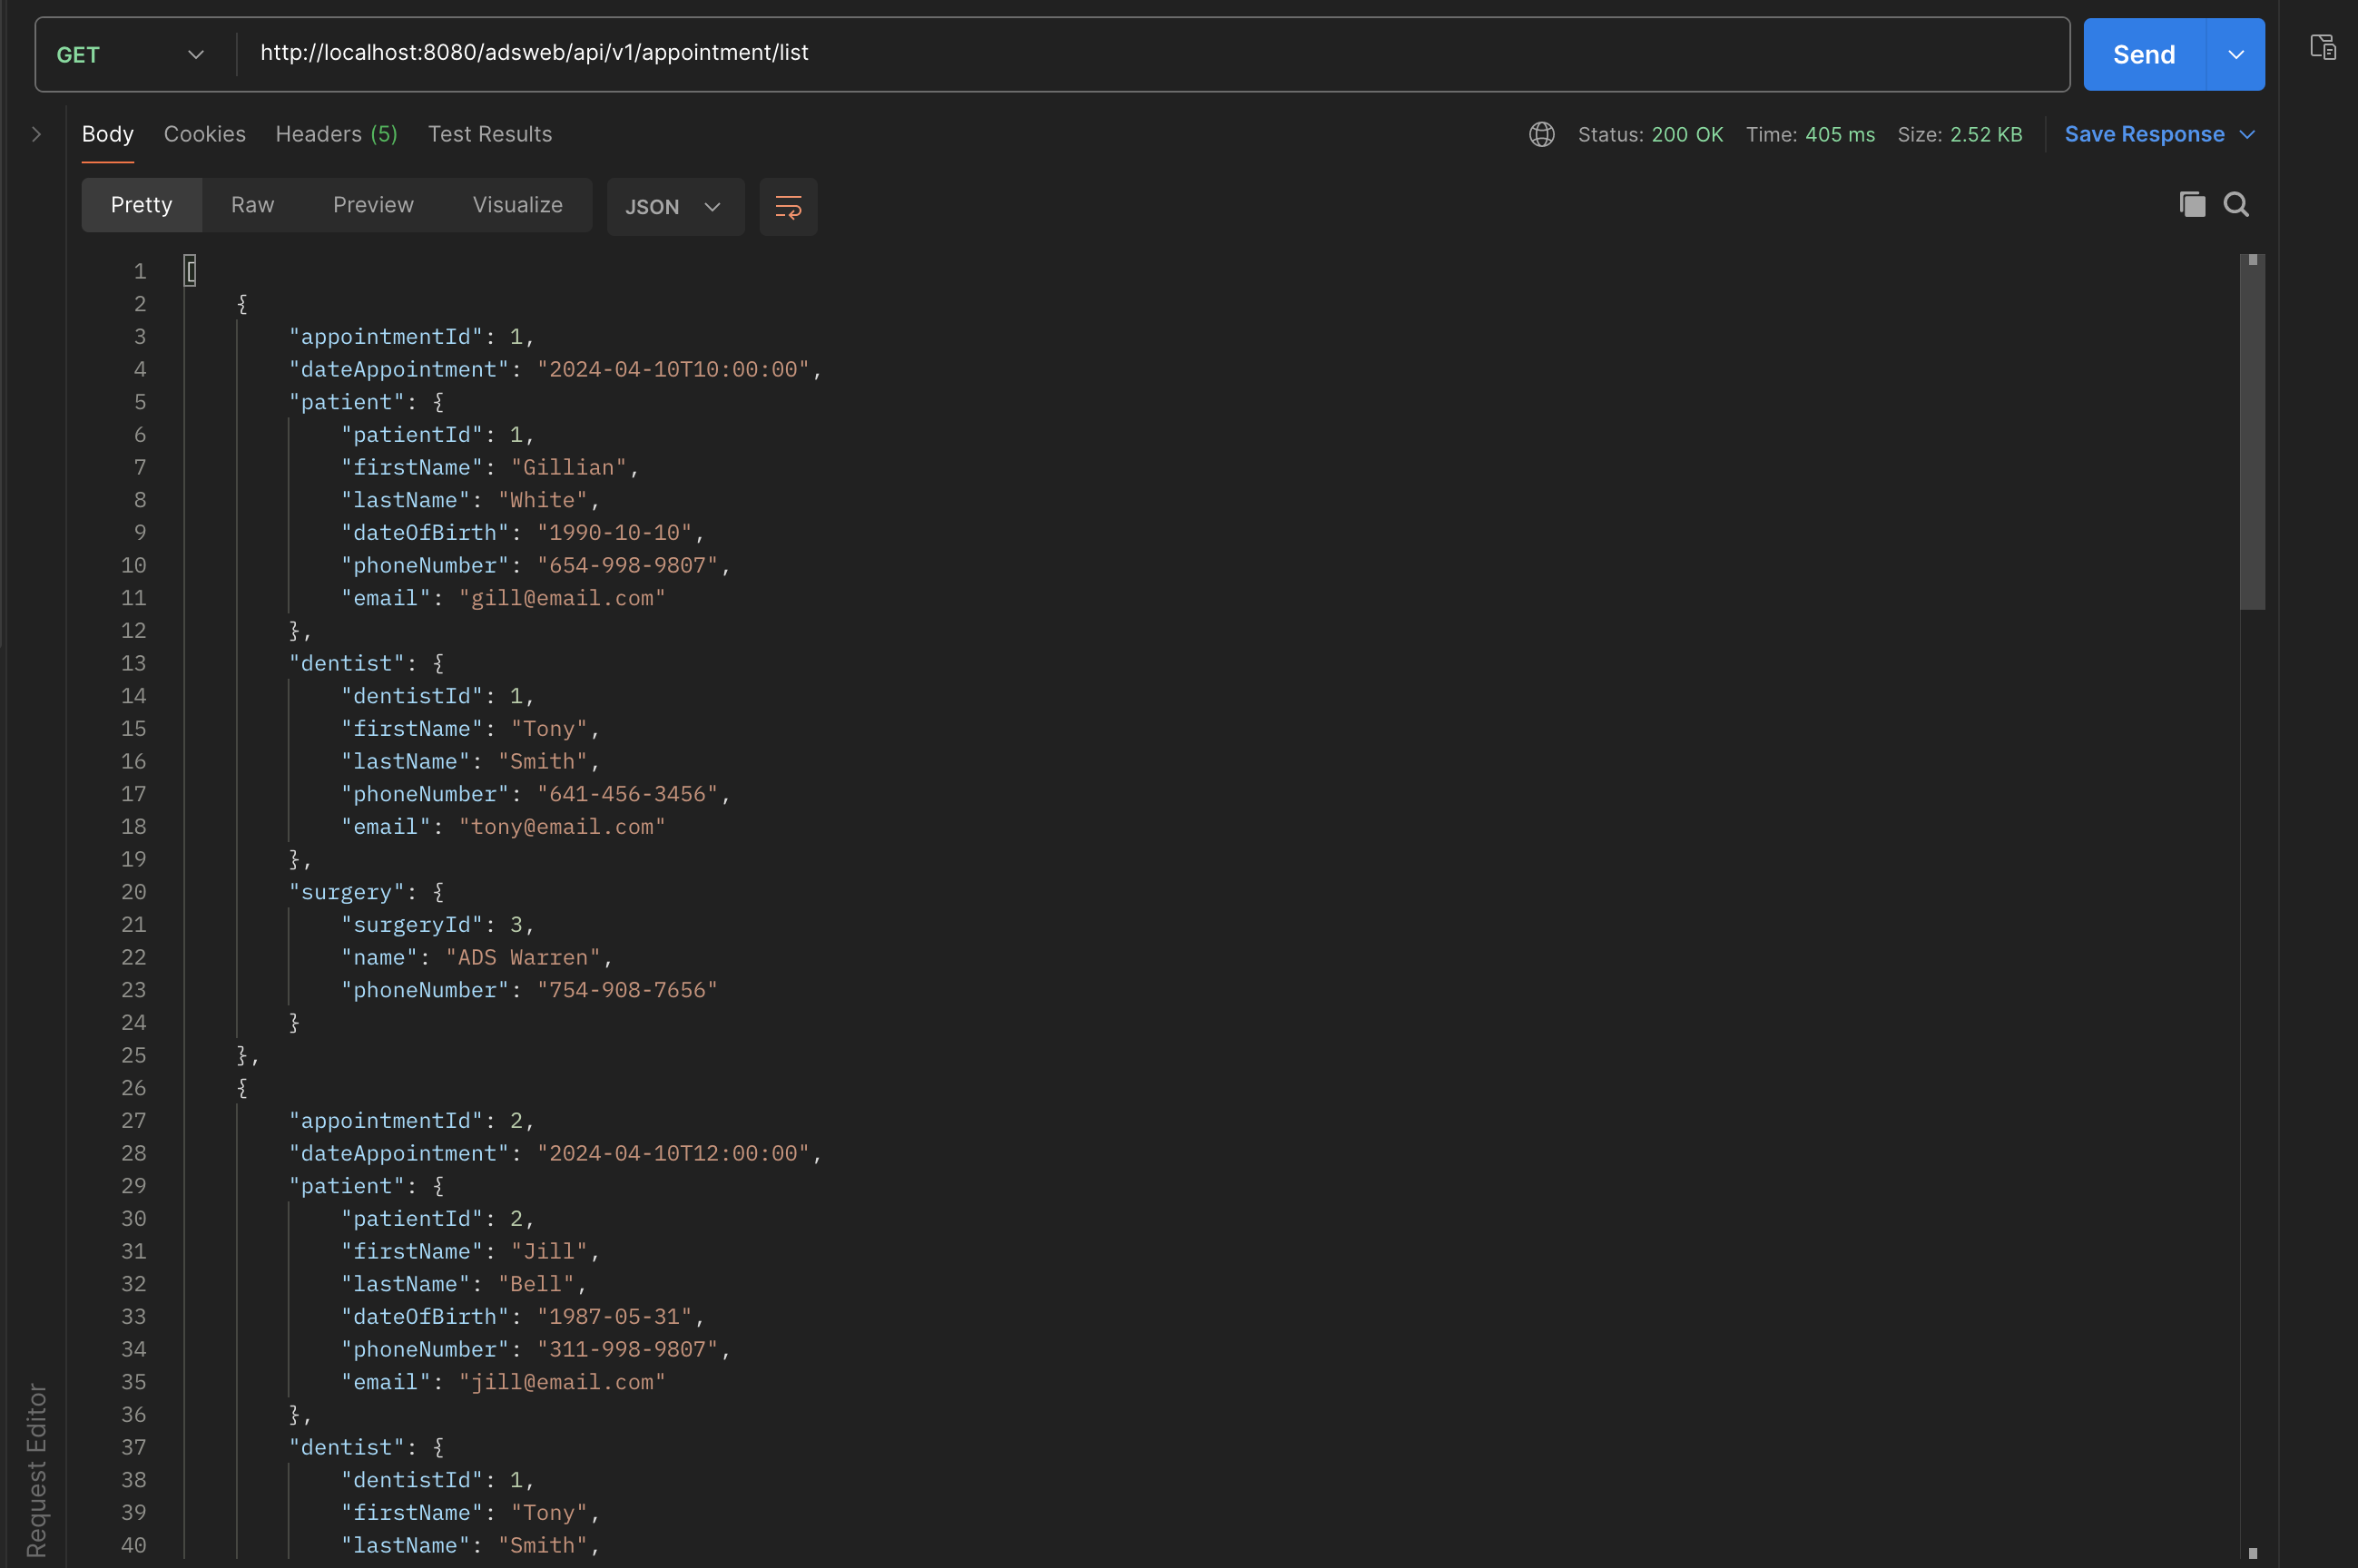 GET http://localhost:8080/adsweb/api/v1/appointment/list Send
Body Cookies Headers (5) Test Results Status: 200 OK Time: 405 ms Size: 2.52 KB Save Response
Pretty Raw Preview Visualize JSON
1 [
2 {
3 "appointmentId": 1,
4 "dateAppointment": "2024-04-10T10:00:00",
5 "patient": {
6 "patientId": 1,
7 "firstName": "Gillian",
8 "lastName": "White",
9 "dateOfBirth": "1990-10-10",
10 "phoneNumber": "654-998-9807",
11 "email": "gill@email.com"
12 },
13 "dentist": {
14 "dentistId": 1,
15 "firstName": "Tony",
16 "lastName": "Smith",
17 "phoneNumber": "641-456-3456",
18 "email": "tony@email.com"
19 },
20 "surgery": {
21 "surgeryId": 3,
22 "name": "ADS Warren",
23 "phoneNumber": "754-908-7656"
24 }
25 },
26 {
27 "appointmentId": 2,
28 "dateAppointment": "2024-04-10T12:00:00",
29 "patient": {
30 "patientId": 2,
31 "firstName": "Jill",
32 "lastName": "Bell",
33 "dateOfBirth": "1987-05-31",
34 "phoneNumber": "311-998-9807",
35 "email": "jill@email.com"
36 },
37 "dentist": {
38 "dentistId": 1,
39 "firstName": "Tony",
40 "lastName": "Smith",
Request Editor